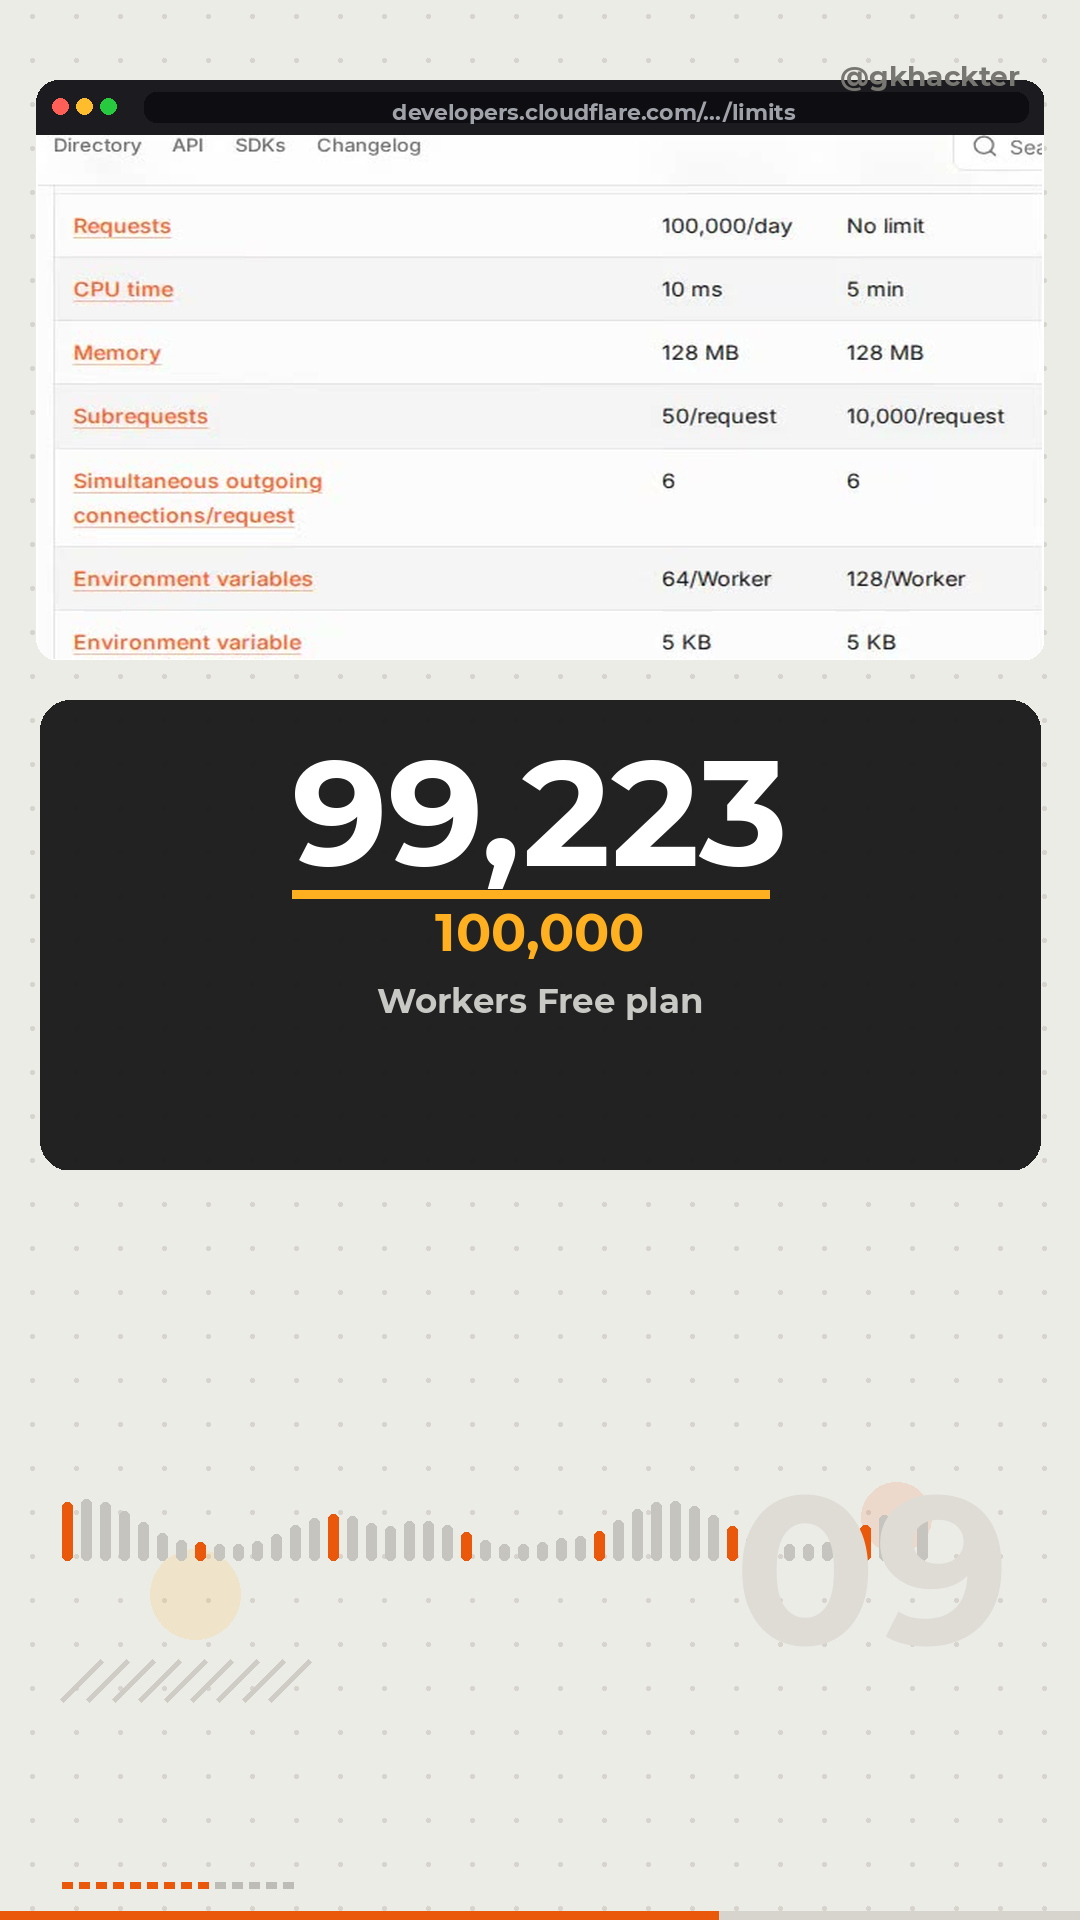 @gkhackter
developers.cloudflare.com/.../limits
Directory API SDKs Changelog
Requests 100,000/day No limit
CPU time 10 ms 5 min
Memory 128 MB 128 MB
Subrequests 50/request 10,000/request
Simultaneous outgoing 6 6
connections/request
Environment variables 64/Worker 128/Worker
Environment variable 5 KB 5 KB
99,223
100,000
Workers Free plan
09